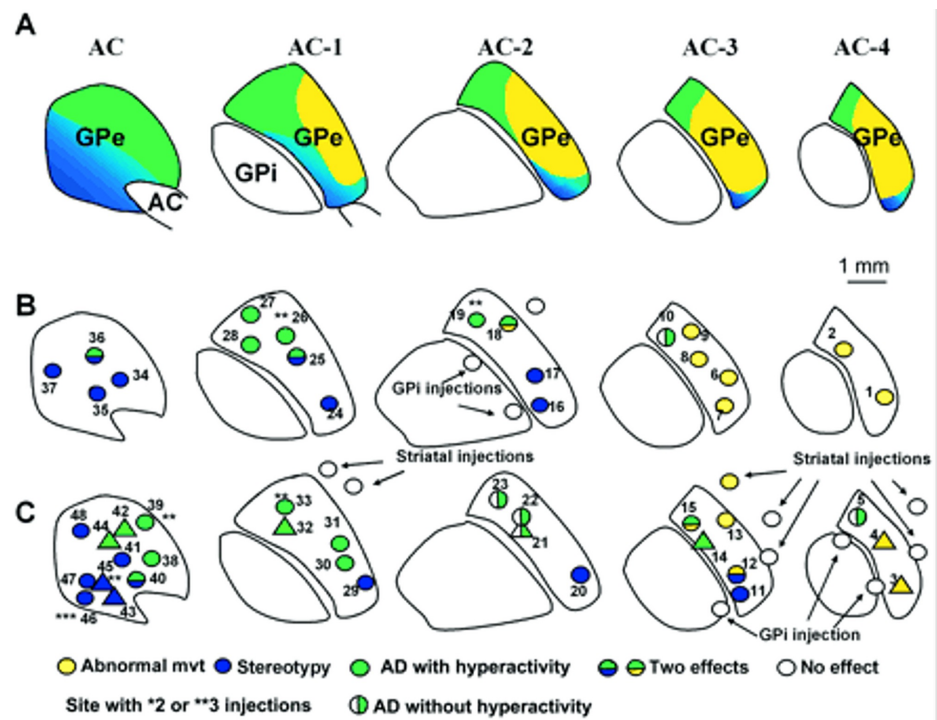 A
AC AC-1 AC-2 AC-3 AC-4
GPe GPe GPe GPe GPe
GPi
AC
1 mm
B
27 ** 26 28 25 24
** 19 18 17 16
10 9 8 6 7
2 1
36 37 34 35
GPi injections
Striatal injections
Striatal injections
C
48 42 39 ** 44 41 38 45 ** 47 40 43 *** 46
** 33 32 31 30 29
23 22 21 20
15 13 14 12 11
5 4 3
GPi injection
Abnormal mvt Stereotypy AD with hyperactivity Two effects No effect
Site with *2 or **3 injections AD without hyperactivity